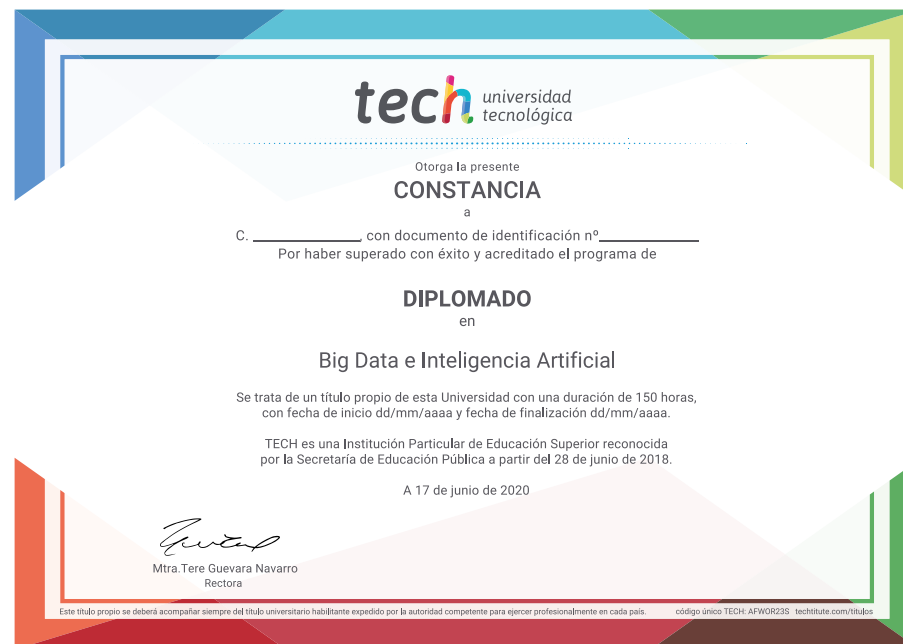 tech universidad
tecnológica
Otorga la presente
CONSTANCIA
a
C. ______________, con documento de identificación nº______________
Por haber superado con éxito y acreditado el programa de
DIPLOMADO
en
Big Data e Inteligencia Artificial
Se trata de un título propio de esta Universidad con una duración de 150 horas,
con fecha de inicio dd/mm/aaaa y fecha de finalización dd/mm/aaaa.
TECH es una Institución Particular de Educación Superior reconocida
por la Secretaría de Educación Pública a partir del 28 de junio de 2018.
A 17 de junio de 2020
Mtra.Tere Guevara Navarro
Rectora
Este título propio se deberá acompañar siempre del título universitario habilitante expedido por la autoridad competente para ejercer profesionalmente en cada país. código único TECH: AFWOR23S techtitute.com/títulos